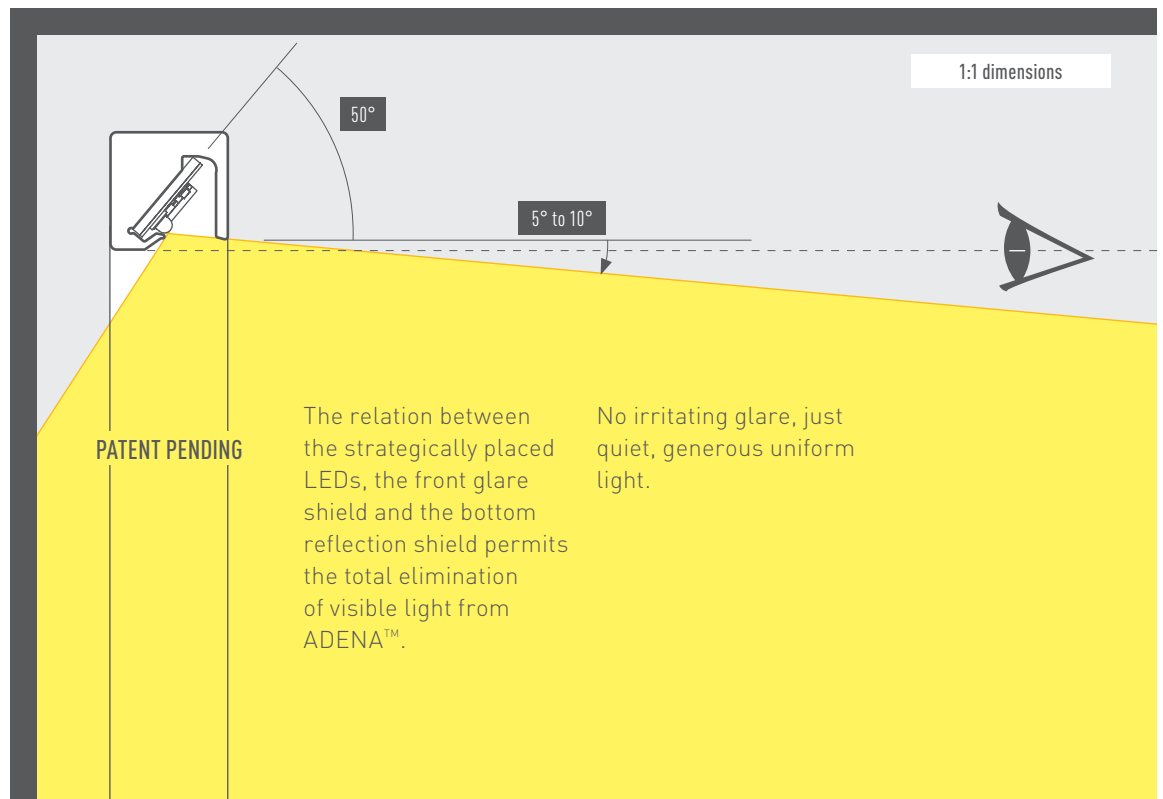 1:1 dimensions
50°
5° to 10°
PATENT PENDING
The relation between
the strategically placed
LEDs, the front glare
shield and the bottom
reflection shield permits
the total elimination
of visible light from
ADENA™.
No irritating glare, just
quiet, generous uniform
light.